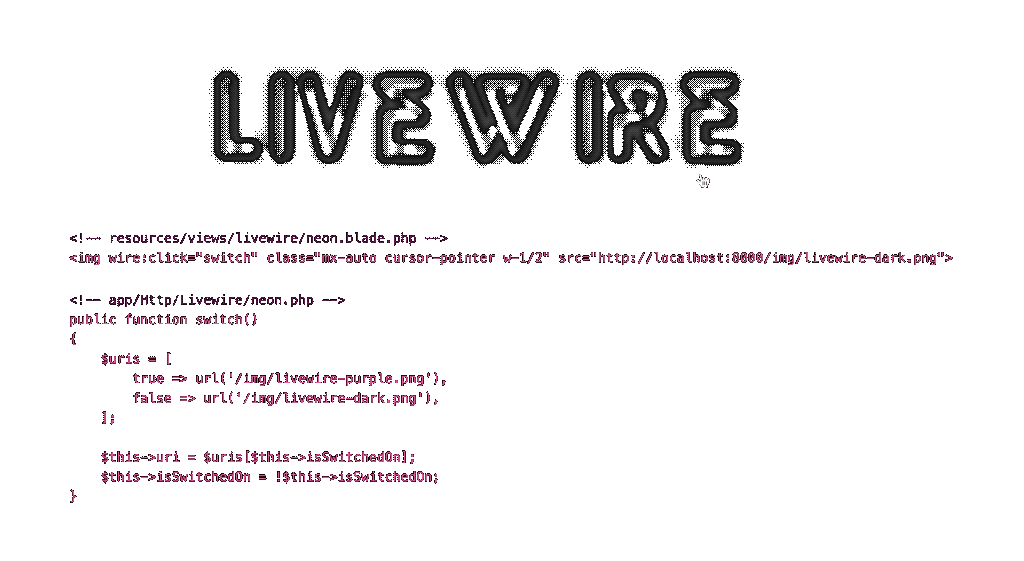 LIVEWIRE
<!-- resources/views/livewire/neon.blade.php -->
<img wire:click="switch" class="mx-auto cursor-pointer w-1/2" src="http://localhost:8000/img/livewire-dark.png">
<!-- app/Http/Livewire/neon.php -->
public function switch()
{
    $uris = [
        true => url('/img/livewire-purple.png'),
        false => url('/img/livewire-dark.png'),
    ];
    $this->uri = $uris[$this->isSwitchedOn];
    $this->isSwitchedOn = !$this->isSwitchedOn;
}